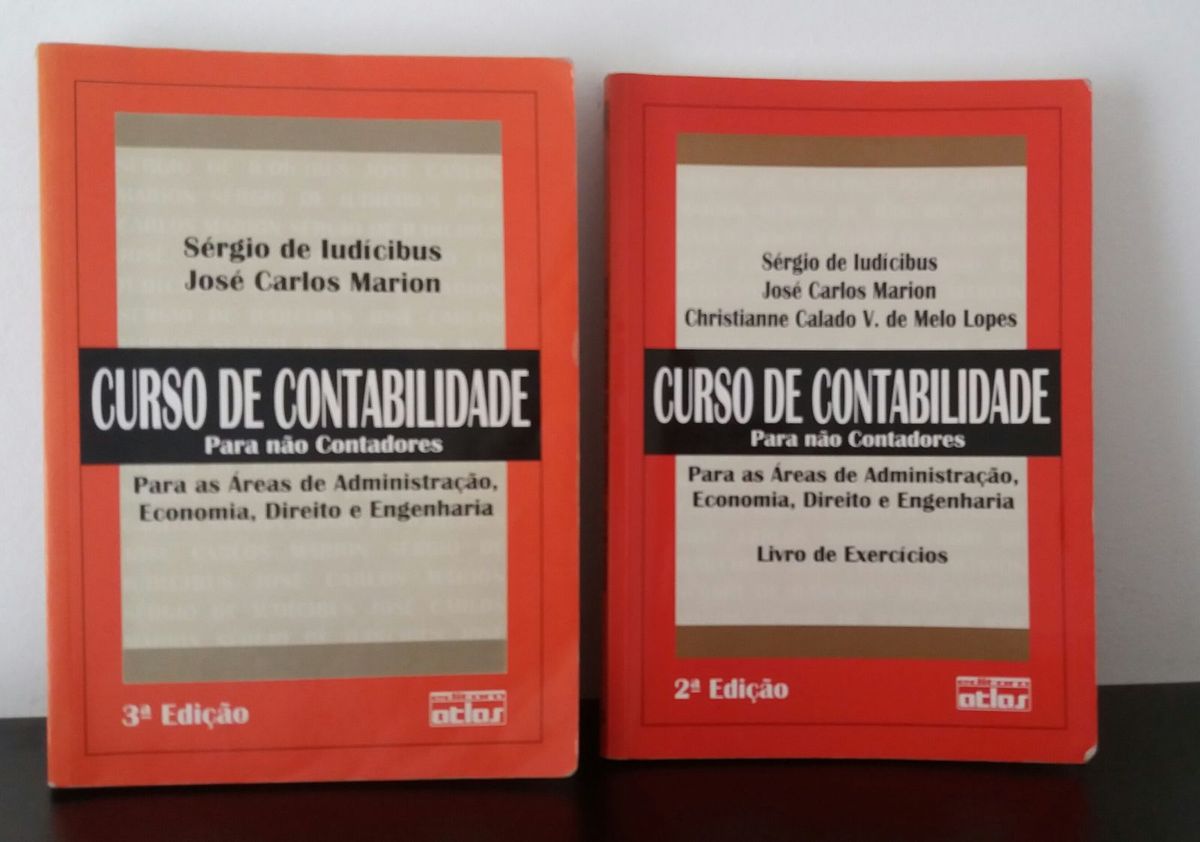 Sérgio de Iudícibus
José Carlos Marion
CURSO DE CONTABILIDADE
Para não Contadores
Para as Áreas de Administração,
Economia, Direito e Engenharia
3ª Edição
editora
atlas
Sérgio de Iudícibus
José Carlos Marion
Christianne Calado V. de Melo Lopes
CURSO DE CONTABILIDADE
Para não Contadores
Para as Áreas de Administração,
Economia, Direito e Engenharia
Livro de Exercícios
2ª Edição
editora
atlas